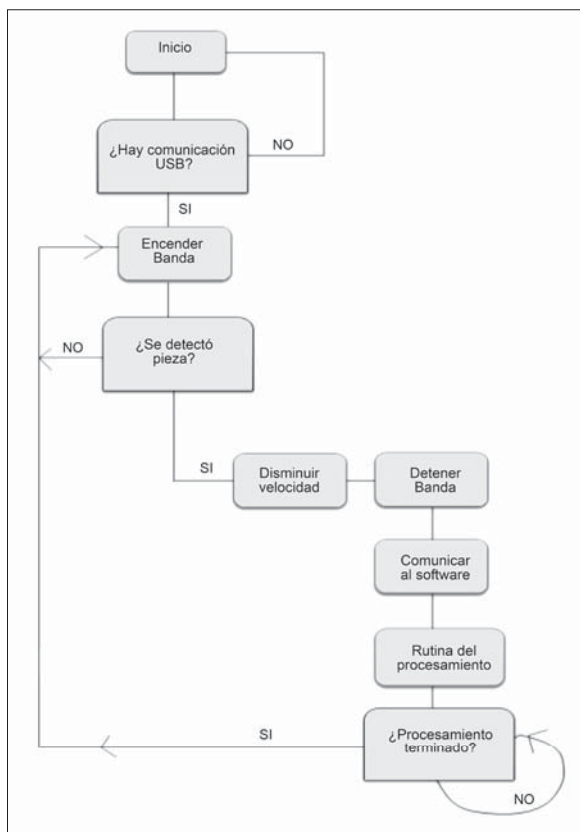 Inicio
¿Hay comunicación
USB?
NO
SI
Encender
Banda
¿Se detectó
pieza?
NO
SI
Disminuir
velocidad
Detener
Banda
Comunicar
al software
Rutina del
procesamiento
¿Procesamiento
terminado?
SI
NO